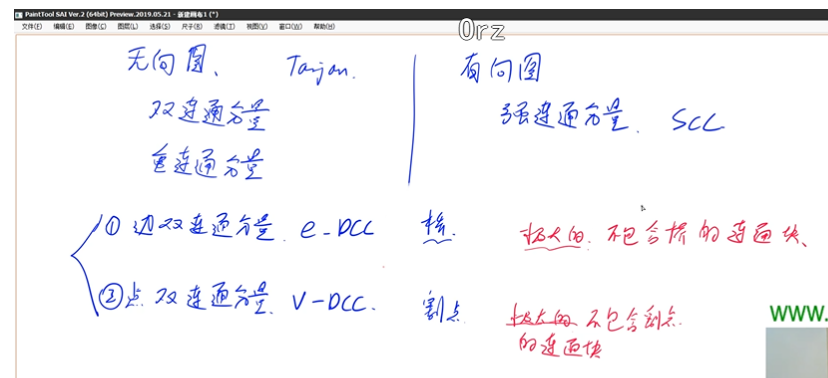 PaintTool SAI Ver.2 (64bit) Preview.2019.05.21 - 新建画布1 (*)
文件(F) 编辑(E) 图像(C) 图层(L) 选择(S) 尺子(R) 滤镜(T) 视图(V) 窗口(W) 帮助(H)
Orz
无向图、 Tarjan.
有向图
双连通分量
强连通分量. SCC
重连通分量
① 边双连通分量. e-DCC 桥.
极大的. 不包含桥的连通块、
② 点双连通分量. V-DCC. 割点
极大的 不包含割点
的连通块
www.